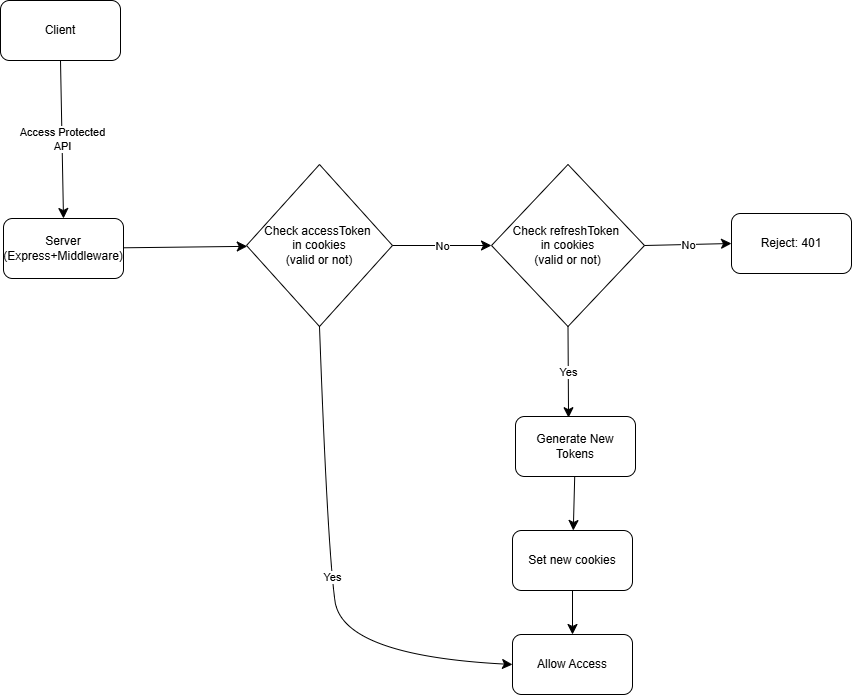 Client
Access Protected
API
Server
(Express+Middleware)
Check accessToken
in cookies
(valid or not)
No
Check refreshToken
in cookies
(valid or not)
No
Reject: 401
Yes
Generate New
Tokens
Set new cookies
Yes
Allow Access